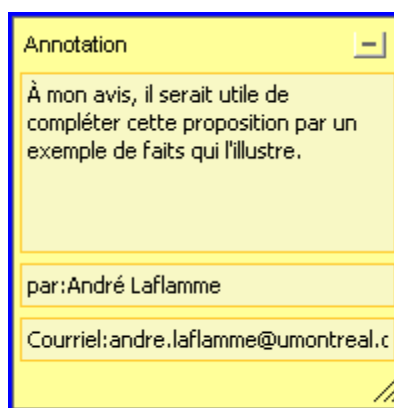 Annotation
À mon avis, il serait utile de
compléter cette proposition par un
exemple de faits qui l'illustre.
par:André Laflamme
Courriel:andre.laflamme@umontreal.c